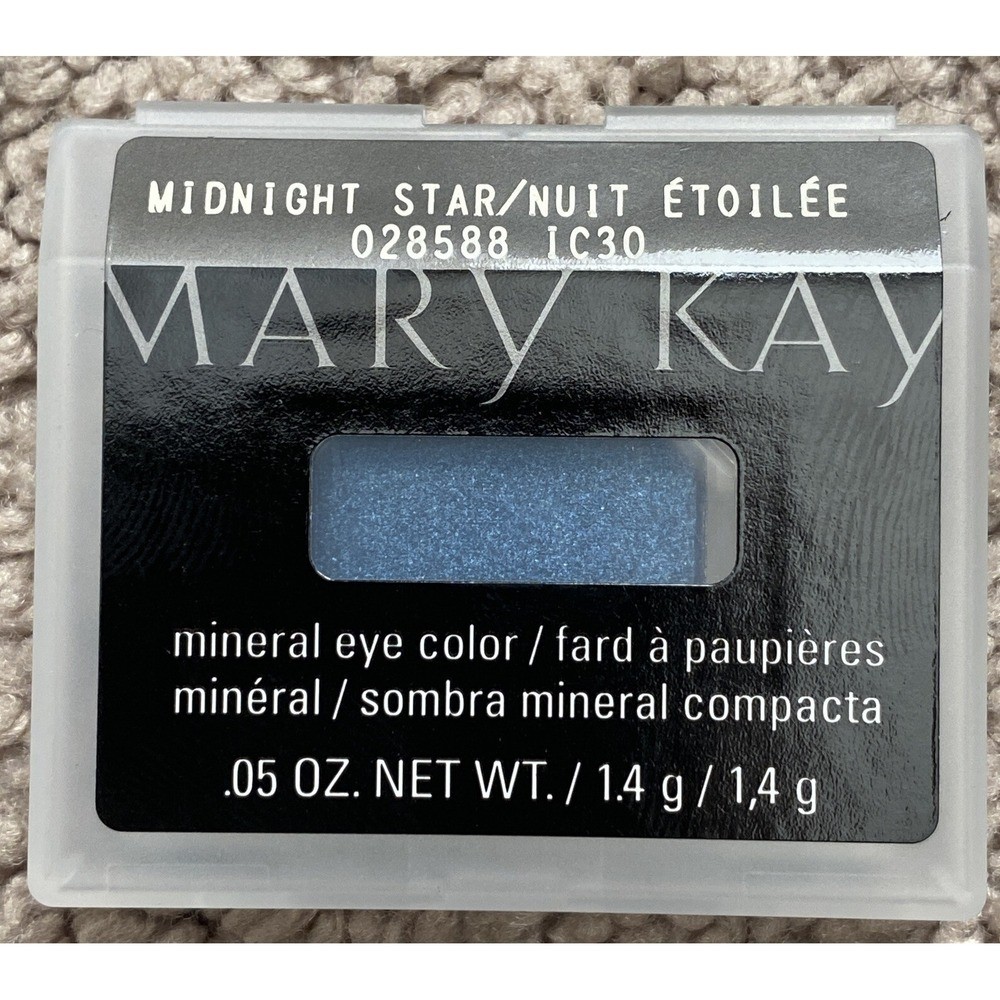 MIDNIGHT STAR/NUIT ÉTOILÉE
028588 IC30
MARY KAY
mineral eye color / fard à paupières
minéral / sombra mineral compacta
.05 OZ. NET WT. / 1.4 g / 1,4 g